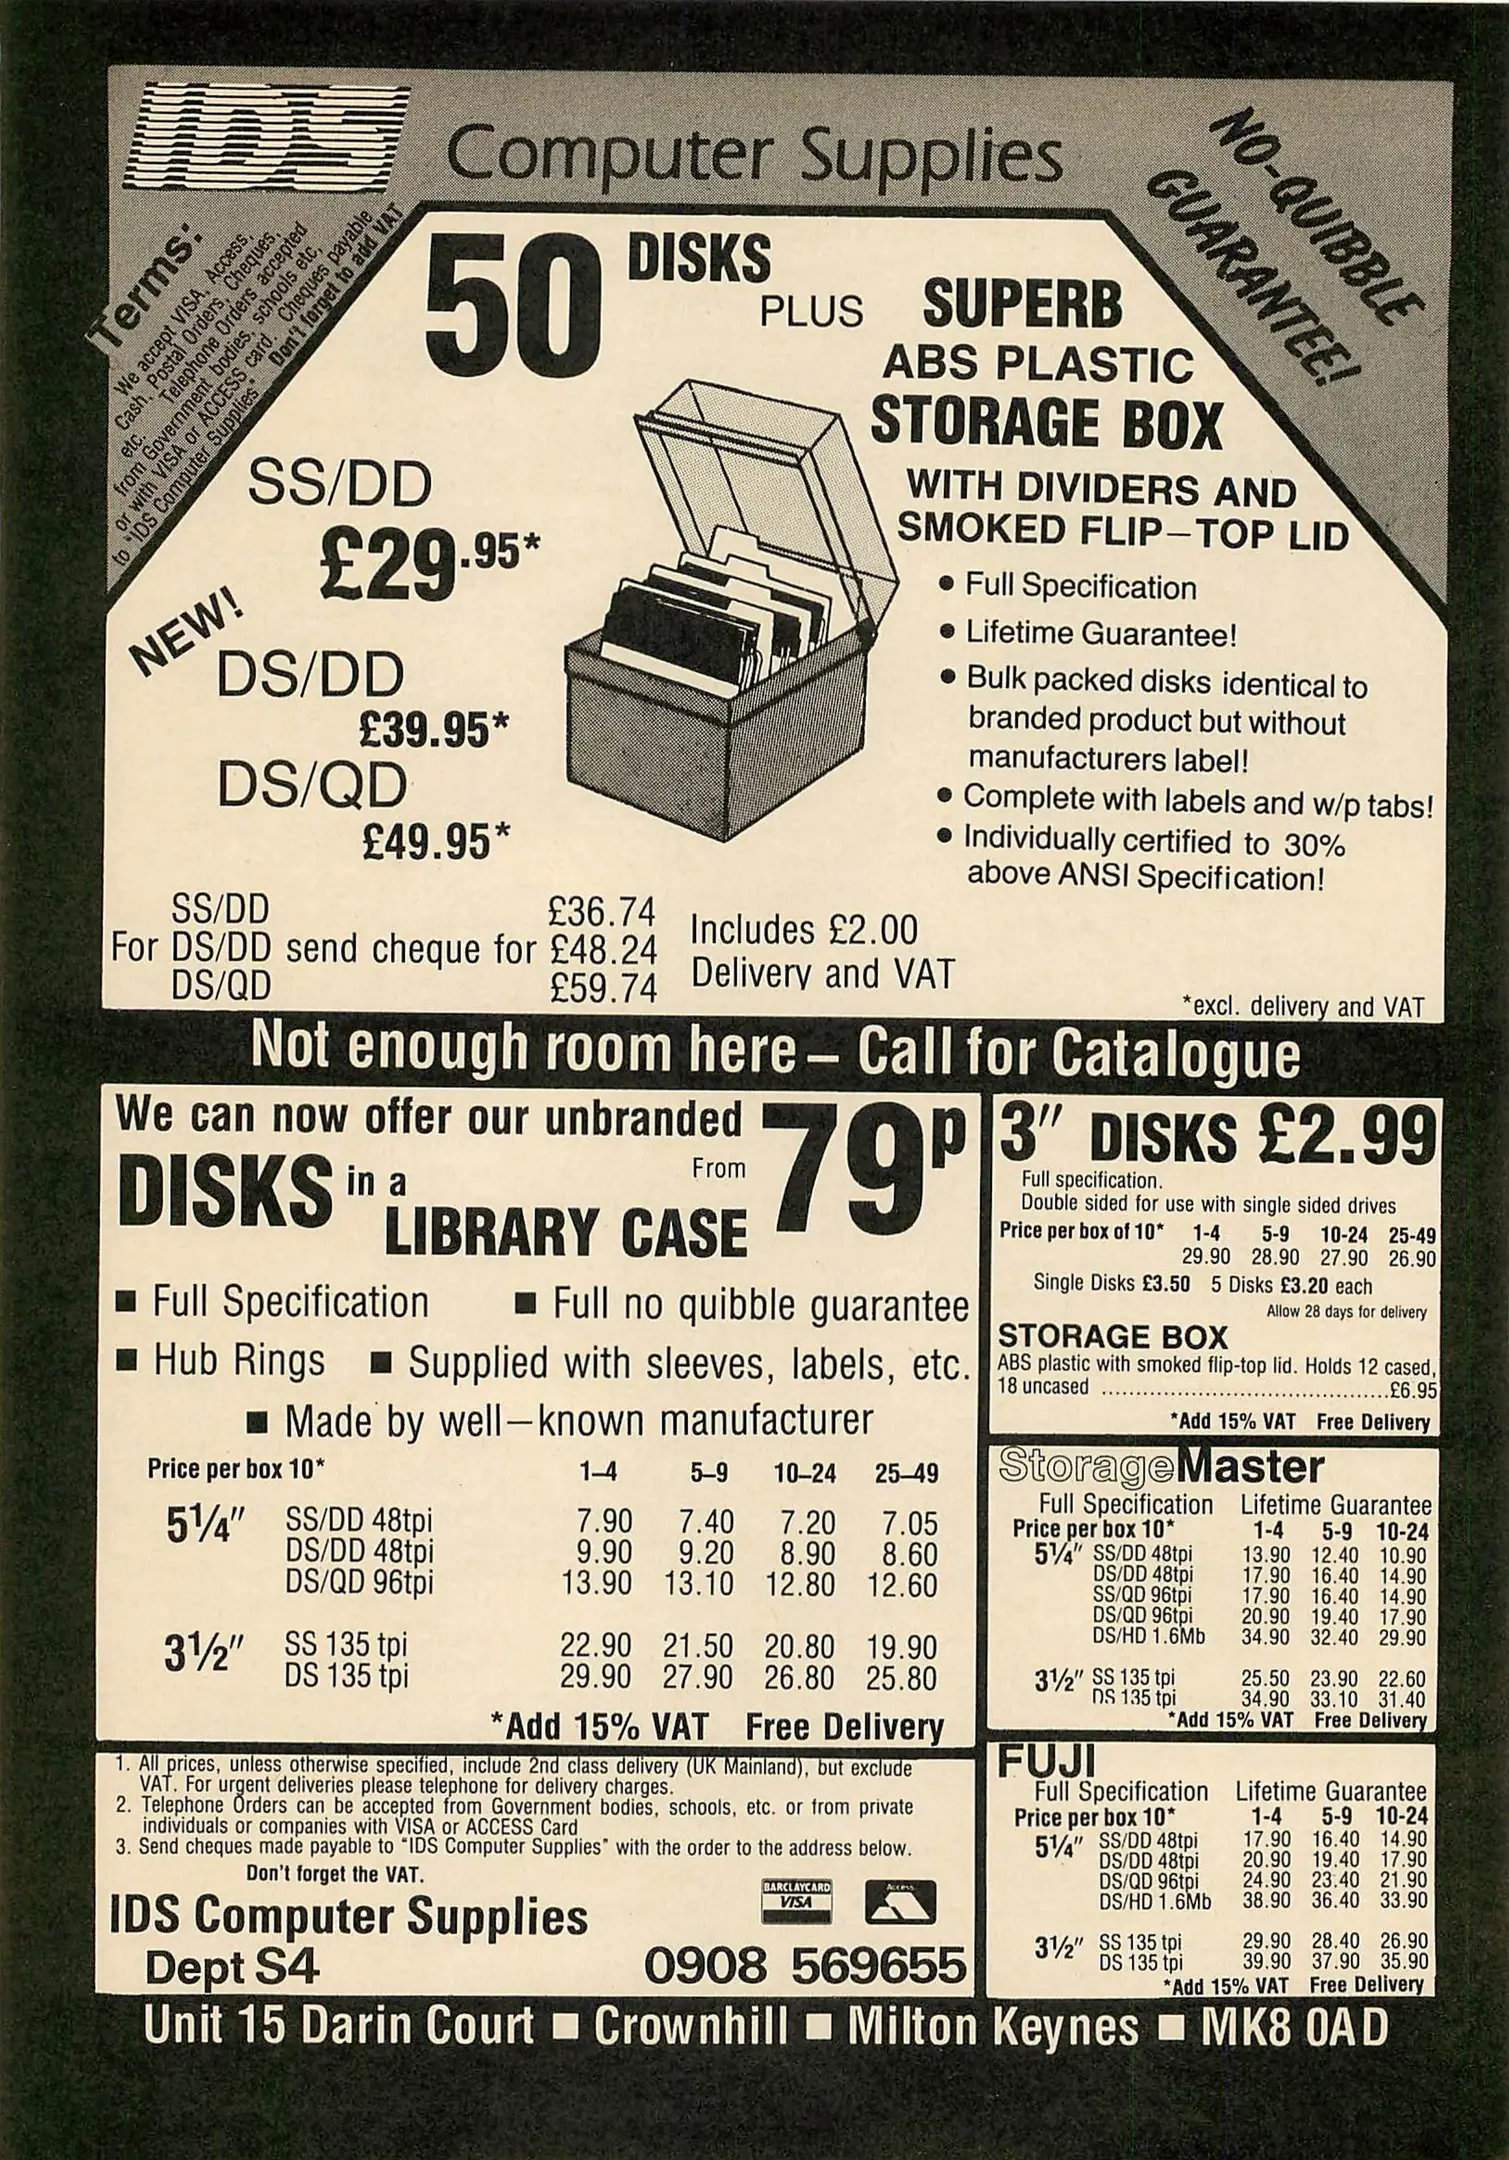 IDS Computer Supplies
NO-QUIBBLE
GUARANTEE!
Terms:
We accept VISA, Access,
Cash, Postal Orders, Cheques,
etc. Telephone Orders accepted
from Government bodies, schools etc,
or with VISA or ACCESS card. Cheques payable
to "IDS Computer Supplies" Don't forget to add VAT
50 DISKS
PLUS SUPERB
ABS PLASTIC
STORAGE BOX
WITH DIVIDERS AND
SMOKED FLIP–TOP LID
SS/DD
£29.95*
NEW!
DS/DD
£39.95*
DS/QD
£49.95*
• Full Specification
• Lifetime Guarantee!
• Bulk packed disks identical to
branded product but without
manufacturers label!
• Complete with labels and w/p tabs!
• Individually certified to 30%
above ANSI Specification!
SS/DD £36.74
For DS/DD send cheque for £48.24
DS/QD £59.74
Includes £2.00
Delivery and VAT
*excl. delivery and VAT
Not enough room here – Call for Catalogue
We can now offer our unbranded
DISKS in a
LIBRARY CASE
From 79p
■ Full Specification ■ Full no quibble guarantee
■ Hub Rings ■ Supplied with sleeves, labels, etc.
■ Made by well–known manufacturer
Price per box 10* 1–4 5–9 10–24 25–49
5¼" SS/DD 48tpi 7.90 7.40 7.20 7.05
DS/DD 48tpi 9.90 9.20 8.90 8.60
DS/QD 96tpi 13.90 13.10 12.80 12.60
3½" SS 135 tpi 22.90 21.50 20.80 19.90
DS 135 tpi 29.90 27.90 26.80 25.80
*Add 15% VAT Free Delivery
3" DISKS £2.99
Full specification.
Double sided for use with single sided drives
Price per box of 10* 1-4 5-9 10-24 25-49
29.90 28.90 27.90 26.90
Single Disks £3.50 5 Disks £3.20 each
Allow 28 days for delivery
STORAGE BOX
ABS plastic with smoked flip-top lid. Holds 12 cased,
18 uncased ..........................................£6.95
*Add 15% VAT Free Delivery
StorageMaster
Full Specification Lifetime Guarantee
Price per box 10* 1-4 5-9 10-24
5¼" SS/DD 48tpi 13.90 12.40 10.90
DS/DD 48tpi 17.90 16.40 14.90
SS/QD 96tpi 17.90 16.40 14.90
DS/QD 96tpi 20.90 19.40 17.90
DS/HD 1.6Mb 34.90 32.40 29.90
3½" SS 135 tpi 25.50 23.90 22.60
DS 135 tpi 34.90 33.10 31.40
*Add 15% VAT Free Delivery
FUJI
Full Specification Lifetime Guarantee
Price per box 10* 1-4 5-9 10-24
5¼" SS/DD 48tpi 17.90 16.40 14.90
DS/DD 48tpi 20.90 19.40 17.90
DS/QD 96tpi 24.90 23.40 21.90
DS/HD 1.6Mb 38.90 36.40 33.90
3½" SS 135 tpi 29.90 28.40 26.90
DS 135 tpi 39.90 37.90 35.90
*Add 15% VAT Free Delivery
1. All prices, unless otherwise specified, include 2nd class delivery (UK Mainland), but exclude
VAT. For urgent deliveries please telephone for delivery charges.
2. Telephone Orders can be accepted from Government bodies, schools, etc. or from private
individuals or companies with VISA or ACCESS Card
3. Send cheques made payable to "IDS Computer Supplies" with the order to the address below.
Don't forget the VAT.
BARCLAYCARD
VISA
Access
IDS Computer Supplies
Dept S4 0908 569655
Unit 15 Darin Court ■ Crownhill ■ Milton Keynes ■ MK8 0AD